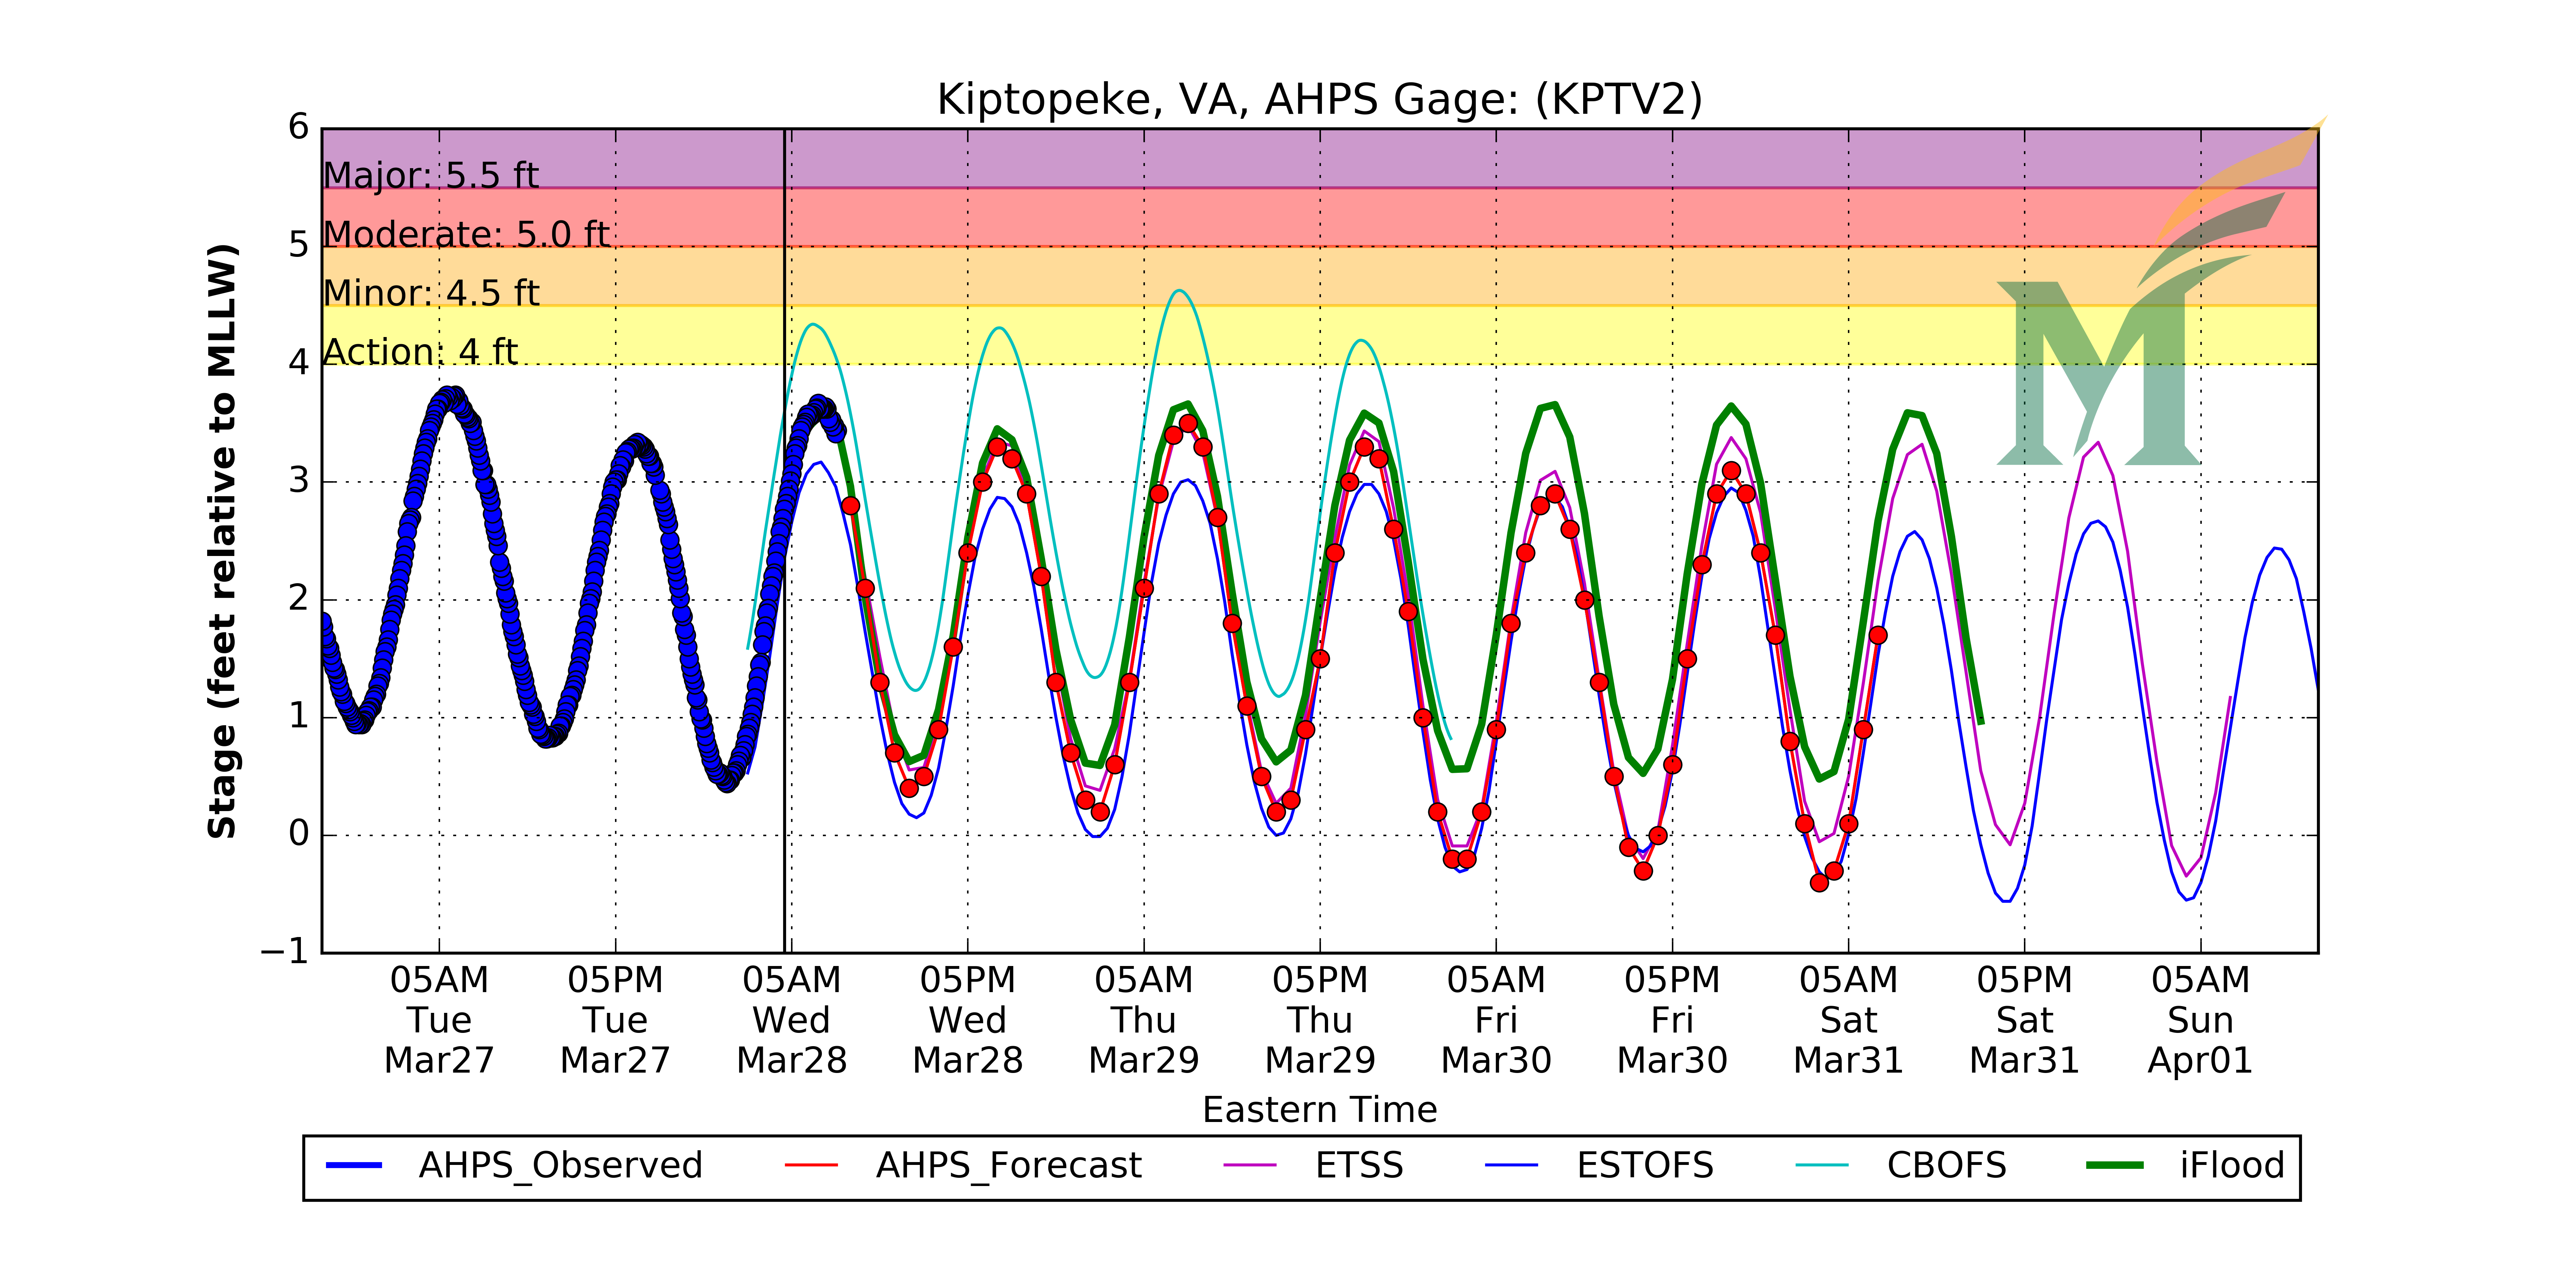 Kiptopeke, VA, AHPS Gage: (KPTV2)
6
Major: 5.5 ft
Moderate: 5.0 ft
5
Minor: 4.5 ft
Action: 4 ft
4
3
2
1
0
−1
Stage (feet relative to MLLW)
05AM 05PM 05AM 05PM 05AM 05PM 05AM 05PM 05AM 05PM 05AM
Tue Tue Wed Wed Thu Thu Fri Fri Sat Sat Sun
Mar27 Mar27 Mar28 Mar28 Mar29 Mar29 Mar30 Mar30 Mar31 Mar31 Apr01
Eastern Time
AHPS_Observed AHPS_Forecast ETSS ESTOFS CBOFS iFlood
M